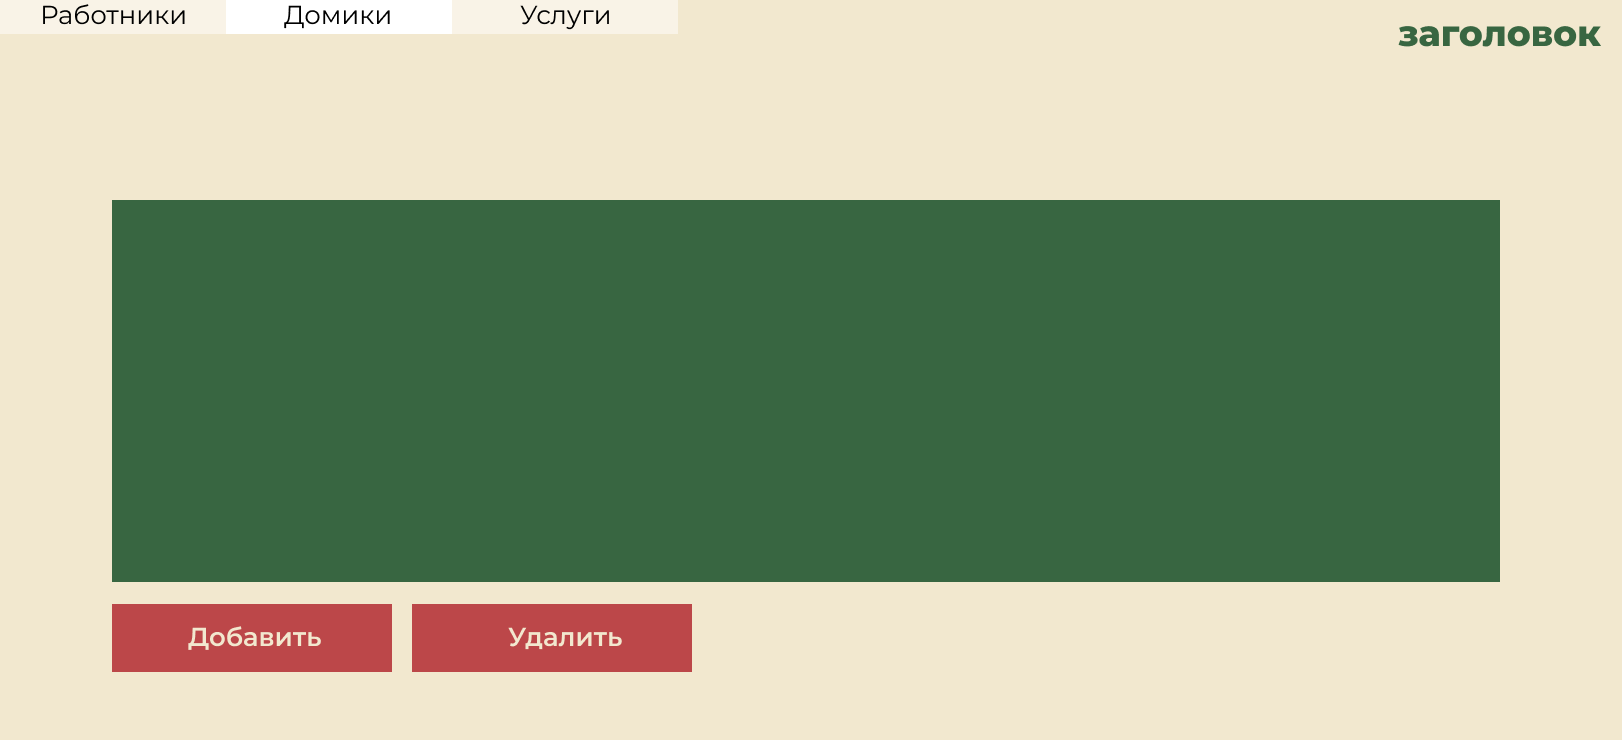 Работники
Домики
Услуги
заголовок
Добавить
Удалить